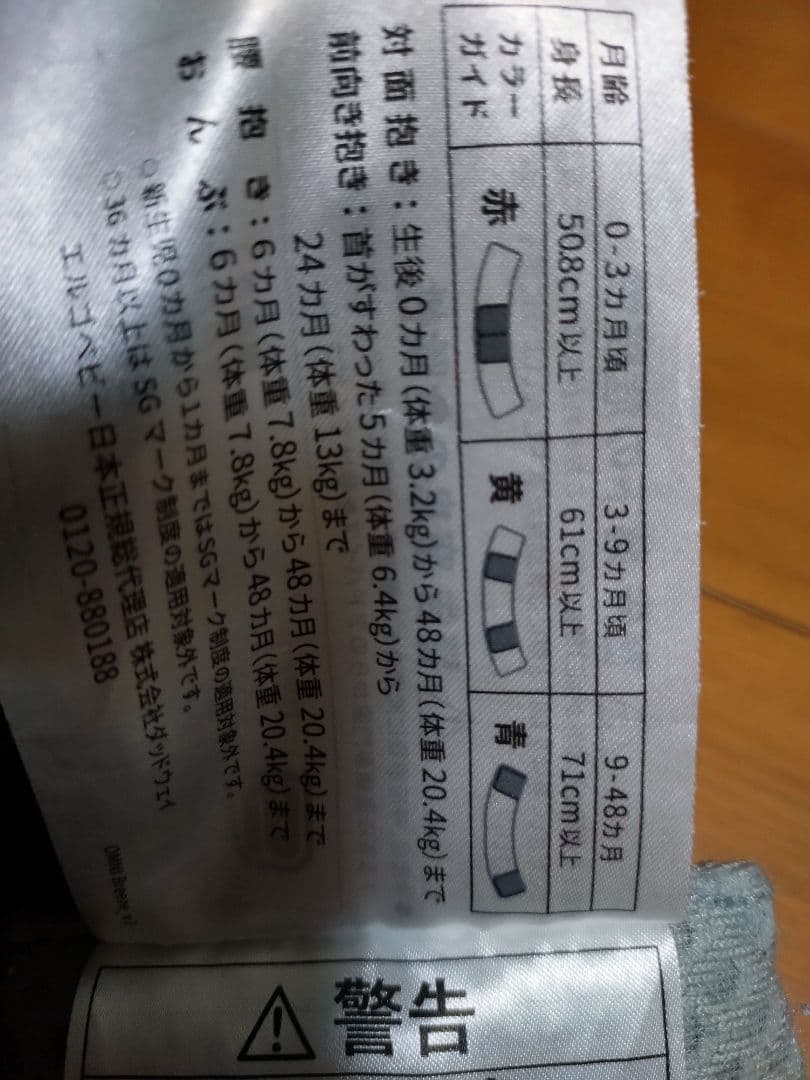 月齢 0-3カ月頃 3-9カ月頃 9-48カ月
身長 50.8cm以上 61cm以上 71cm以上
カラーガイド 赤 黄 青
対面抱き：生後0カ月(体重3.2kg)から48カ月(体重20.4kg)まで
前向き抱き：首がすわった5カ月(体重6.4kg)から
24カ月(体重13kg)まで
腰抱き：6カ月(体重7.8kg)から48カ月(体重20.4kg)まで
おんぶ：6カ月(体重7.8kg)から48カ月(体重20.4kg)まで
○新生児0カ月から1カ月まではSGマーク制度の適用対象外です。
○36カ月以上はSGマーク制度の適用対象外です。
エルゴベビー日本正規総代理店 株式会社ダッドウェイ
0120-880188
OMNI Breeze
警告